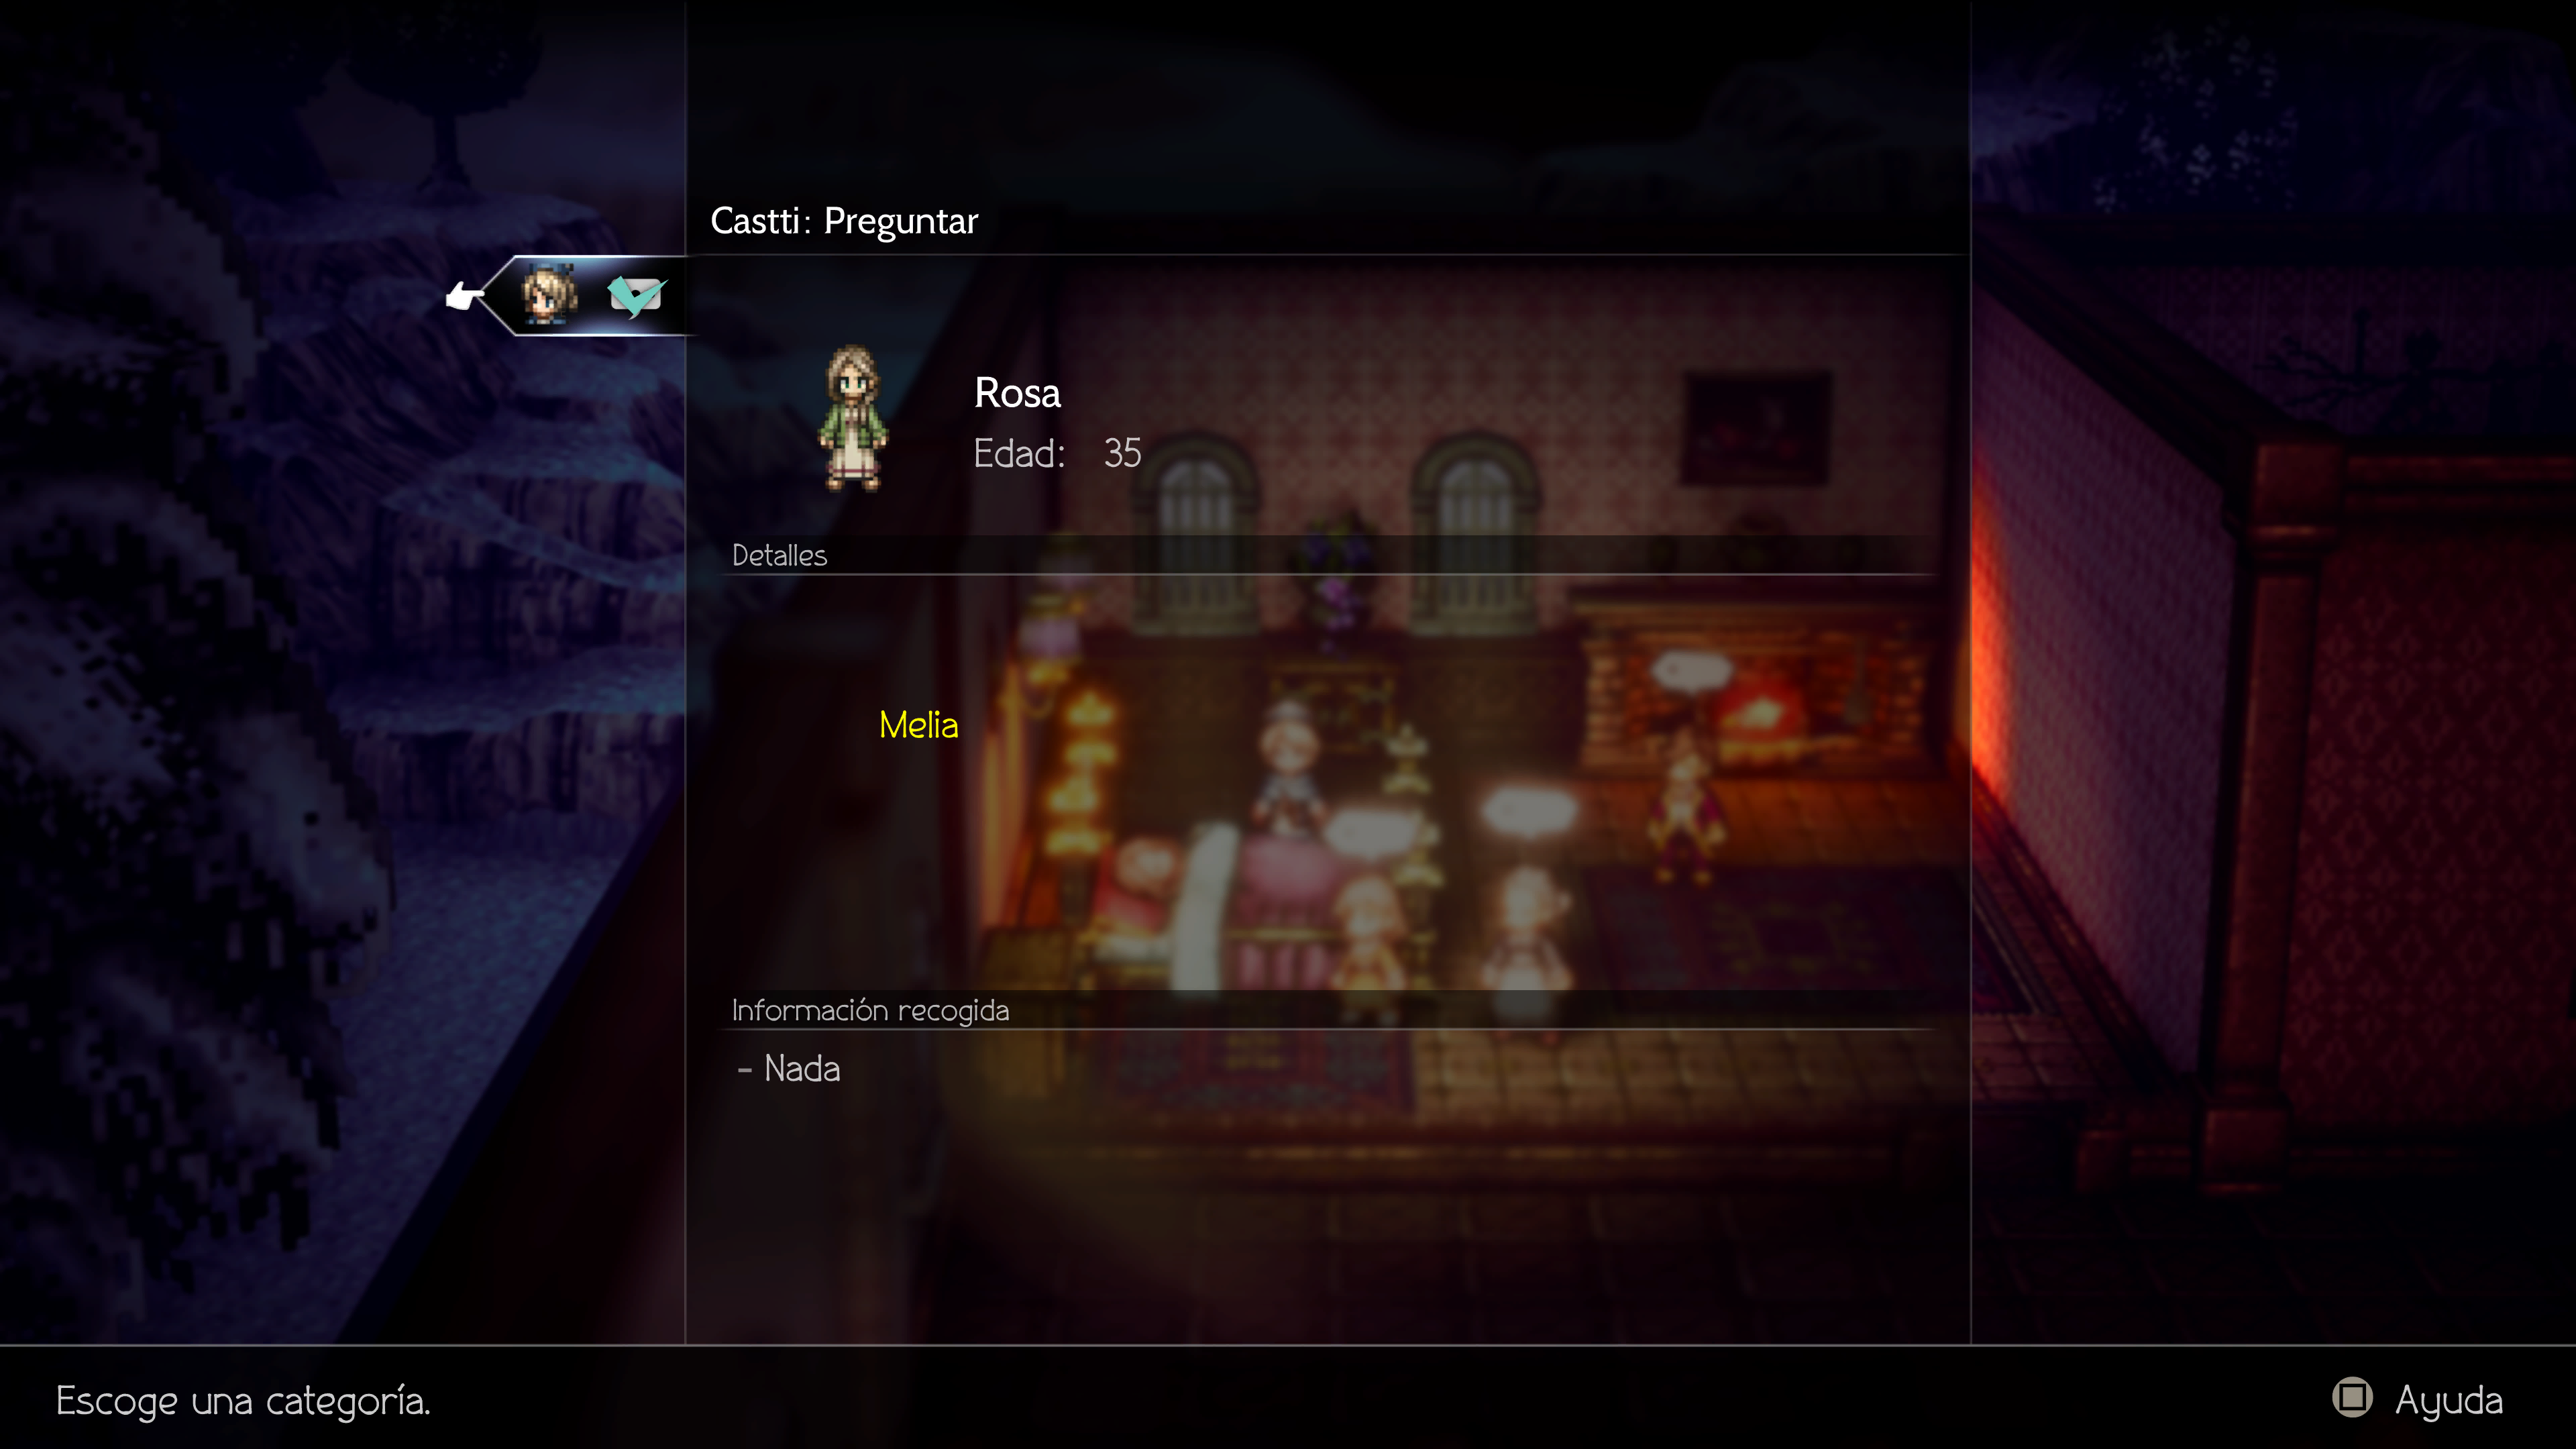 Castti: Preguntar
Rosa
Edad: 35
Detalles
Melia
Información recogida
- Nada
Escoge una categoría.
Ayuda